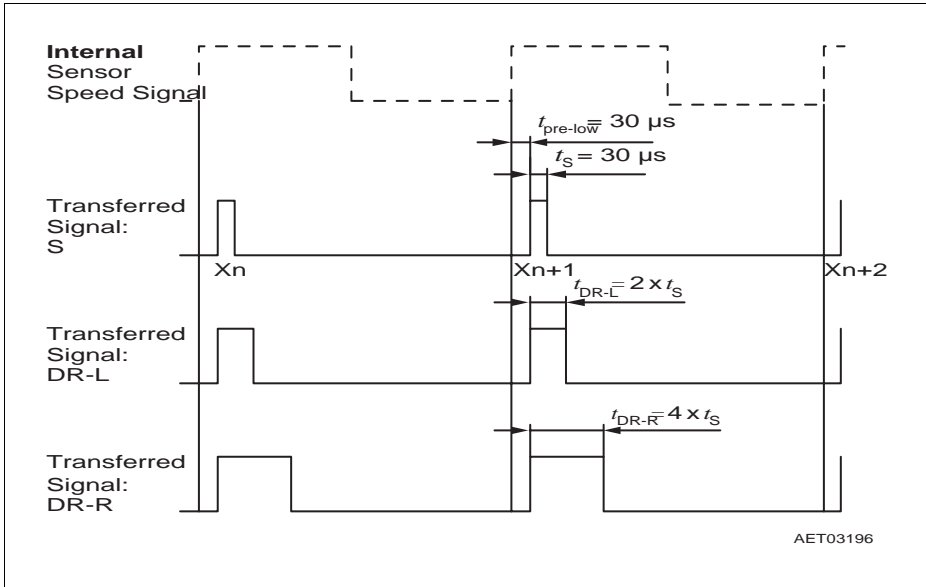 Internal
Sensor
Speed Signal
tpre-low = 30 µs
tS = 30 µs
Transferred
Signal:
S
Xn
Xn+1
Xn+2
tDR-L = 2 x tS
Transferred
Signal:
DR-L
tDR-R = 4 x tS
Transferred
Signal:
DR-R
AET03196